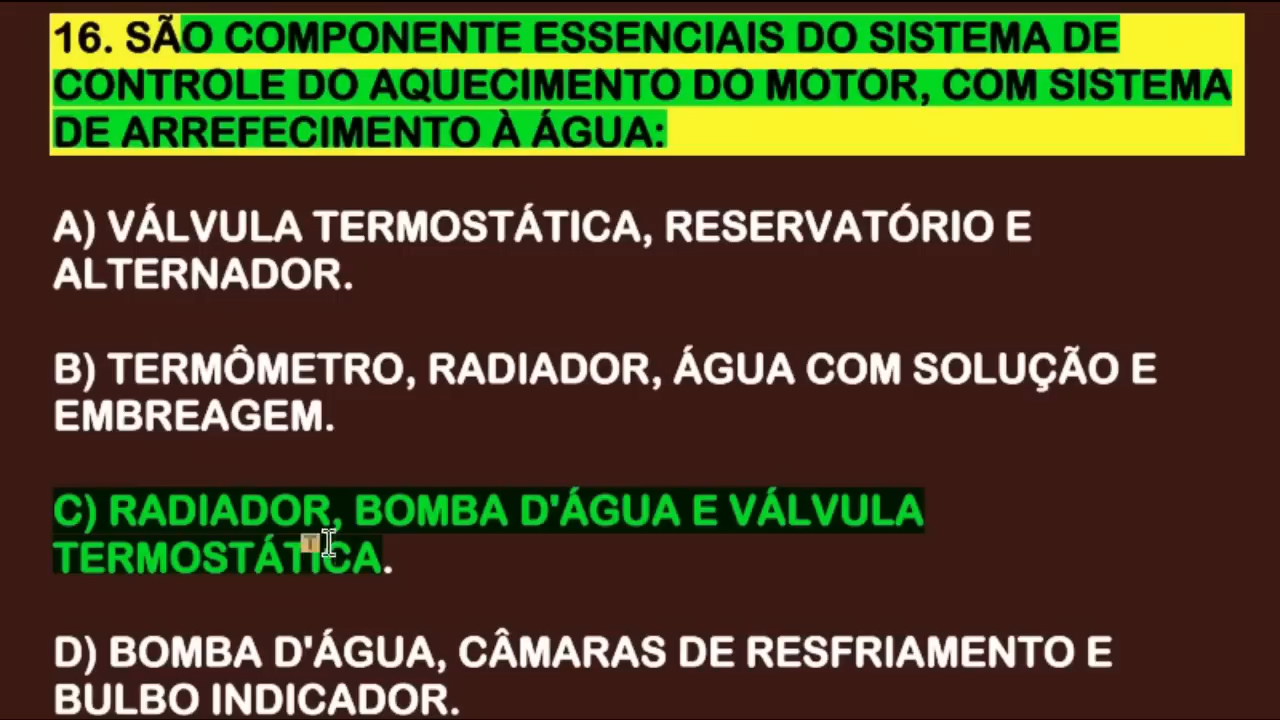 16. SÃO COMPONENTE ESSENCIAIS DO SISTEMA DE
CONTROLE DO AQUECIMENTO DO MOTOR, COM SISTEMA
DE ARREFECIMENTO À ÁGUA:
A) VÁLVULA TERMOSTÁTICA, RESERVATÓRIO E
ALTERNADOR.
B) TERMÔMETRO, RADIADOR, ÁGUA COM SOLUÇÃO E
EMBREAGEM.
C) RADIADOR, BOMBA D'ÁGUA E VÁLVULA
TERMOSTÁTICA.
D) BOMBA D'ÁGUA, CÂMARAS DE RESFRIAMENTO E
BULBO INDICADOR.